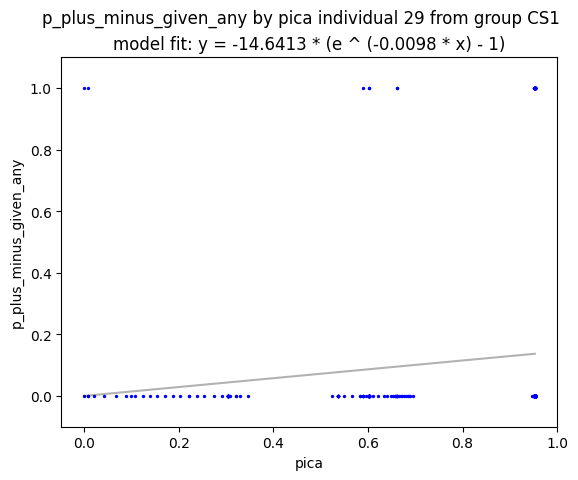 p_plus_minus_given_any by pica individual 29 from group CS1
model fit: y = -14.6413 * (e ^ (-0.0098 * x) - 1)
p_plus_minus_given_any
1.0
0.8
0.6
0.4
0.2
0.0
0.0 0.2 0.4 0.6 0.8 1.0
pica